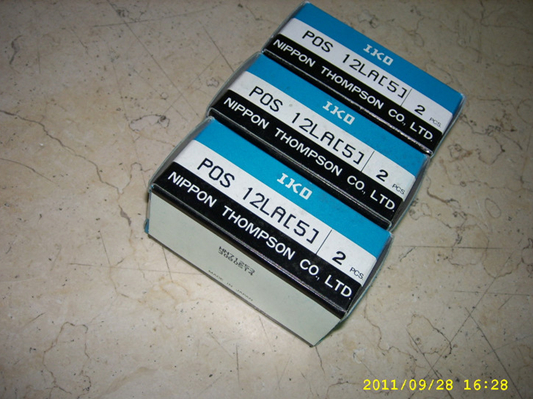 IKO
POS 12LA[5] 2 PCS.
NIPPON THOMPSON CO., LTD.
IKO
POS 12LA[5] 2 PCS.
NIPPON THOMPSON CO., LTD.
IKO
POS 12LA[5] 2 PCS.
NIPPON THOMPSON CO., LTD.
2011/09/28 16:28